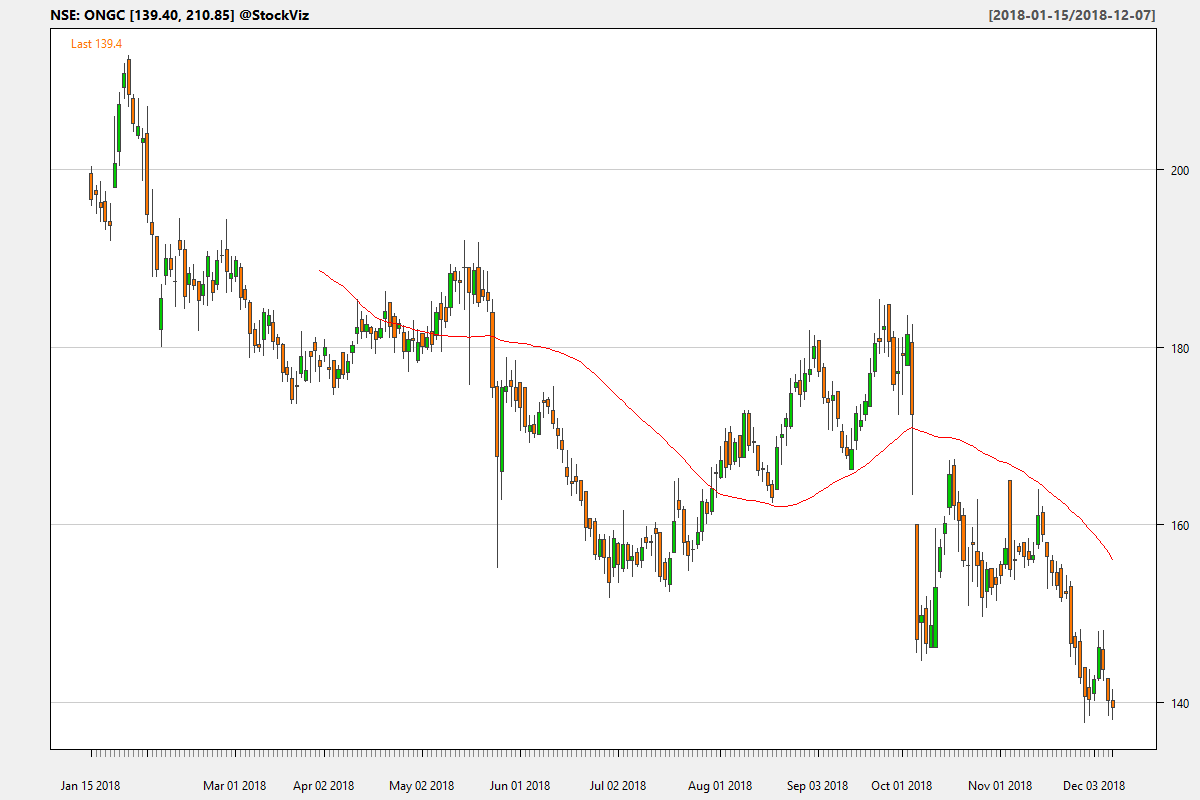 NSE: ONGC [139.40, 210.85] @StockViz [2018-01-15/2018-12-07]
Last 139.4
200
180
160
140
Jan 15 2018 Mar 01 2018 Apr 02 2018 May 02 2018 Jun 01 2018 Jul 02 2018 Aug 01 2018 Sep 03 2018 Oct 01 2018 Nov 01 2018 Dec 03 2018